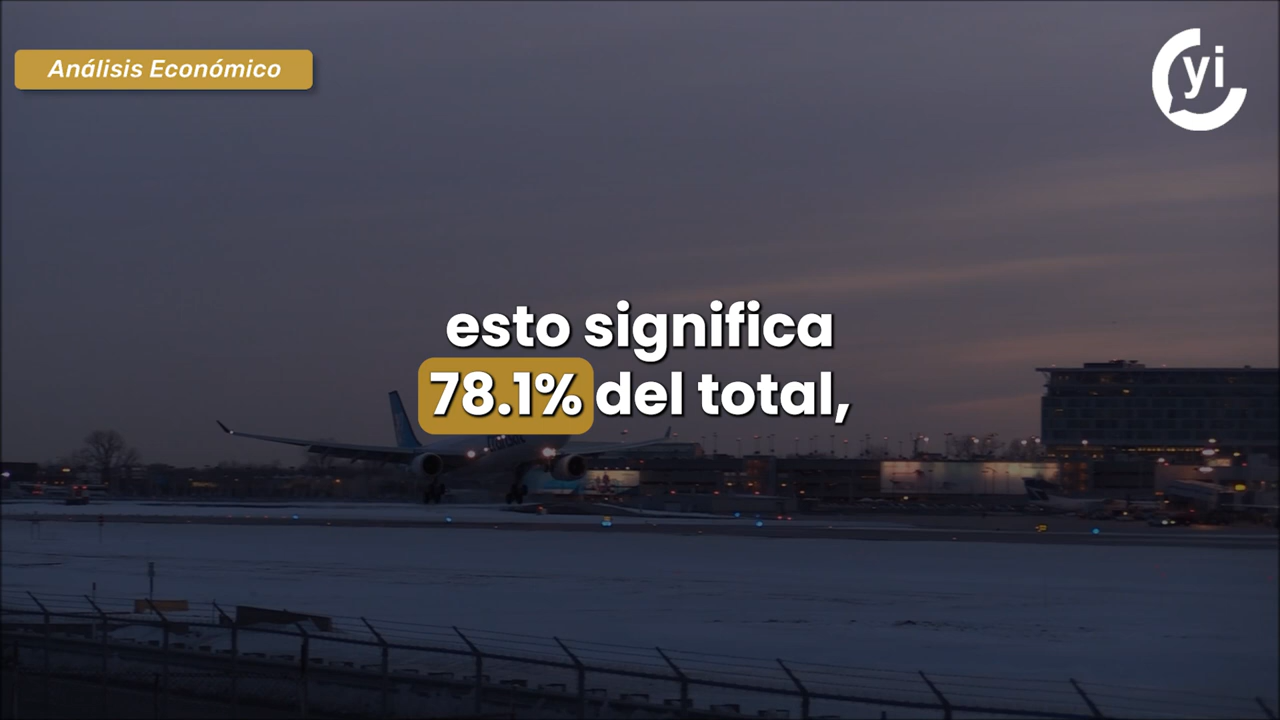 Análisis Económico
yi
esto significa
78.1% del total,